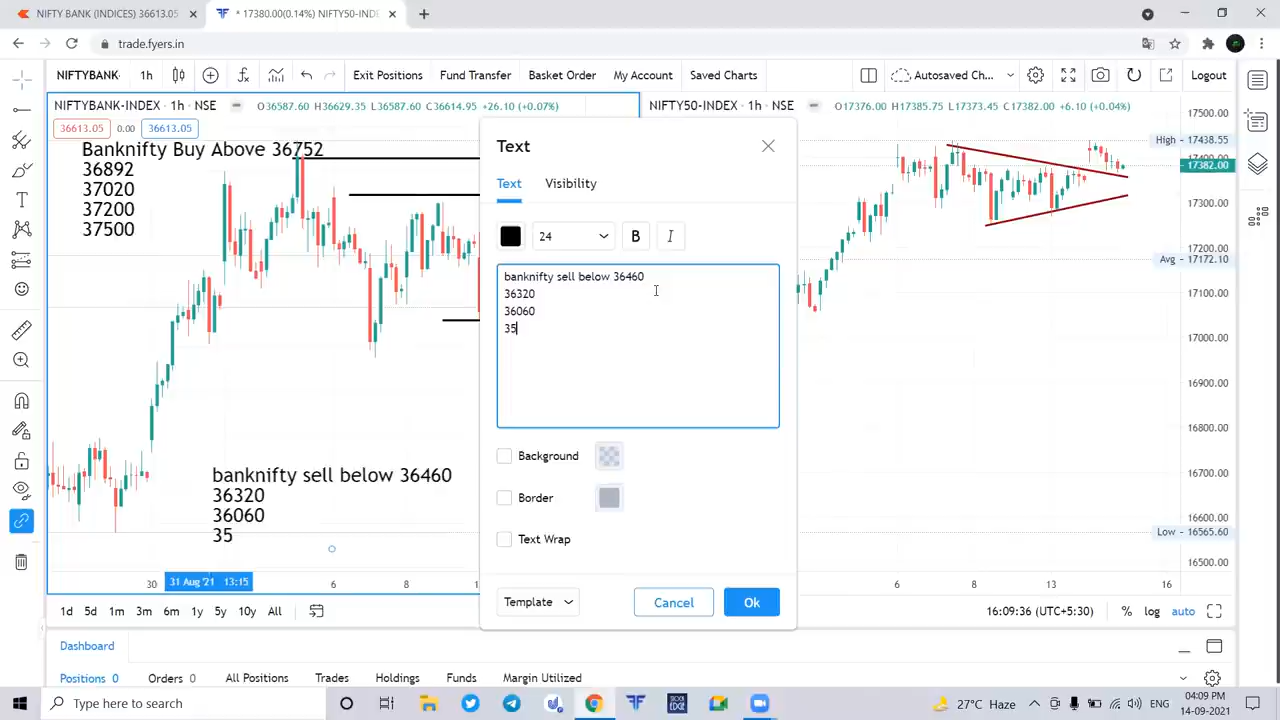 NIFTY BANK (INDICES) 36613.05
* 17380.00(0.14%) NIFTY50-INDE
trade.fyers.in
NIFTYBANK-
1h
Exit Positions
Fund Transfer
Basket Order
My Account
Saved Charts
Autosaved Ch...
Logout
NIFTYBANK-INDEX · 1h · NSE
O36587.60 H36629.35 L36587.60 C36614.95 +26.10 (+0.07%)
NIFTY50-INDEX · 1h · NSE
O17376.00 H17385.75 L17373.45 C17382.00 +6.10 (+0.04%)
36613.05 0.00 36613.05
Banknifty Buy Above 36752
36892
37020
37200
37500
banknifty sell below 36460
36320
36060
35
Text
Text
Visibility
24
B
I
banknifty sell below 36460
36320
36060
35
Background
Border
Text Wrap
Template
Cancel
Ok
17500.00
High 17438.55
17400.00
17382.00
17300.00
17200.00
Avg 17172.10
17100.00
17000.00
16900.00
16800.00
16700.00
16600.00
Low 16565.60
16500.00
30
31 Aug '21 13:15
6
8
6
8
13
16
1d 5d 1m 3m 6m 1y 5y 10y All
16:09:36 (UTC+5:30)
% log auto
Dashboard
Positions 0
Orders 0
All Positions
Trades
Holdings
Funds
Margin Utilized
Type here to search
27°C Haze
ENG
04:09 PM
14-09-2021